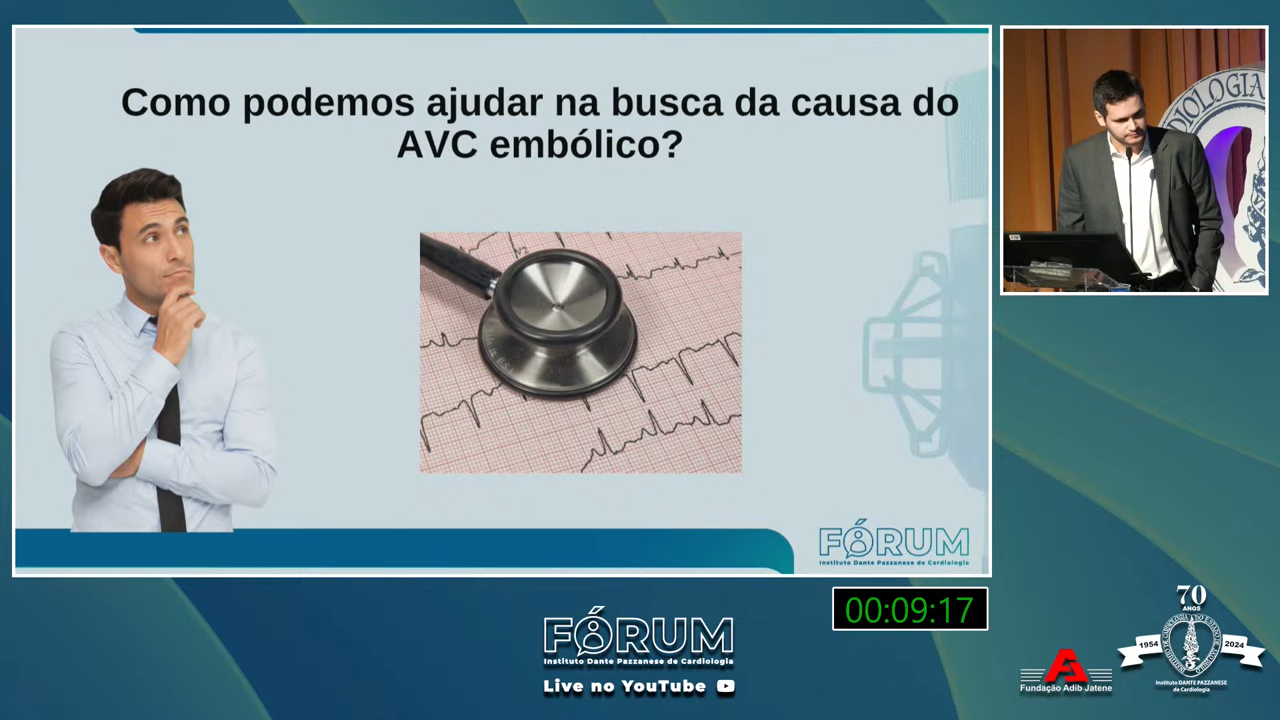 Como podemos ajudar na busca da causa do
AVC embólico?
FÓRUM
Instituto Dante Pazzanese de Cardiologia
DIOLOGIA
00:09:17
FÓRUM
Instituto Dante Pazzanese de Cardiologia
Live no YouTube
Fundação Adib Jatene
70
ANOS
1954
2024
Instituto DANTE PAZZANESE
de Cardiologia